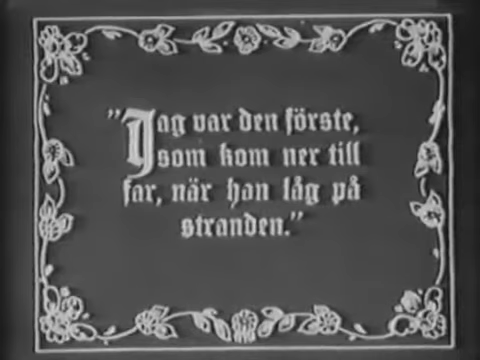 "Jag var den förste,
som kom ner till
far, när han låg på
stranden."